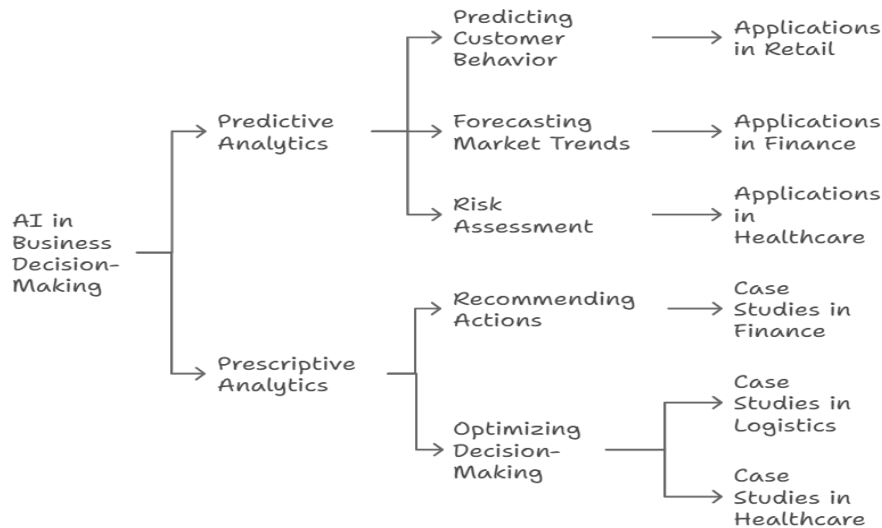 AI in
Business
Decision-
Making
Predictive
Analytics
Predicting
Customer
Behavior
Applications
in Retail
Forecasting
Market Trends
Applications
in Finance
Risk
Assessment
Applications
in
Healthcare
Prescriptive
Analytics
Recommending
Actions
Case
Studies in
Finance
Optimizing
Decision-
Making
Case
Studies in
Logistics
Case
Studies in
Healthcare